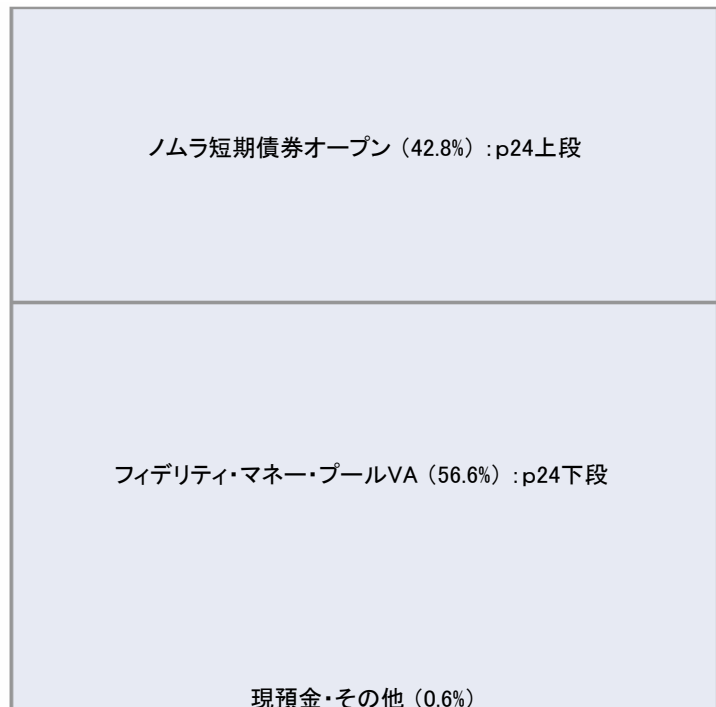 ノムラ短期債券オープン（42.8%）：p24上段
フィデリティ・マネー・プールVA（56.6%）：p24下段
現預金・その他（0.6%）